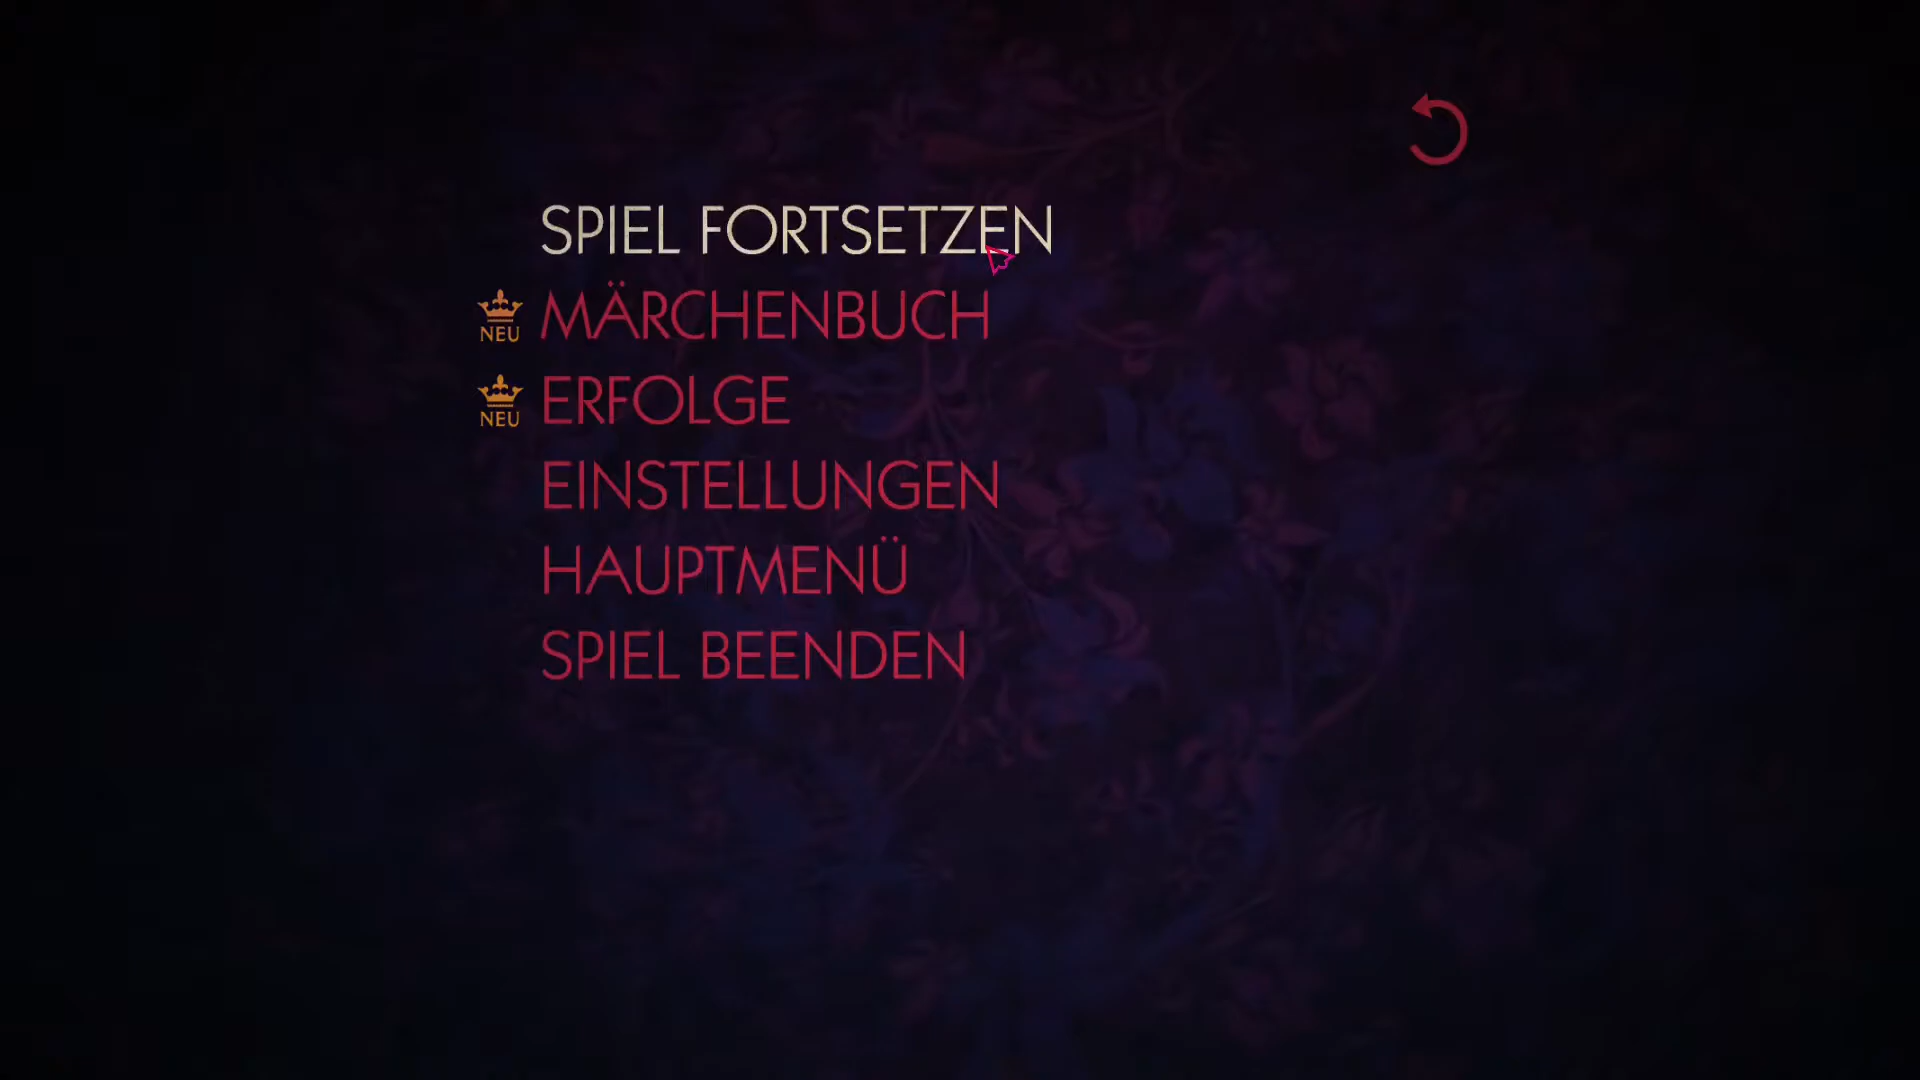 SPIEL FORTSETZEN
NEU MÄRCHENBUCH
NEU ERFOLGE
EINSTELLUNGEN
HAUPTMENÜ
SPIEL BEENDEN